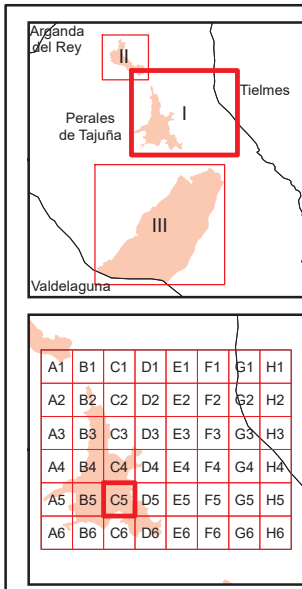 Arganda
del Rey
II
Tielmes
I
Perales
de Tajuña
III
Valdelaguna
A1 B1 C1 D1 E1 F1 G1 H1
A2 B2 C2 D2 E2 F2 G2 H2
A3 B3 C3 D3 E3 F3 G3 H3
A4 B4 C4 D4 E4 F4 G4 H4
A5 B5 C5 D5 E5 F5 G5 H5
A6 B6 C6 D6 E6 F6 G6 H6